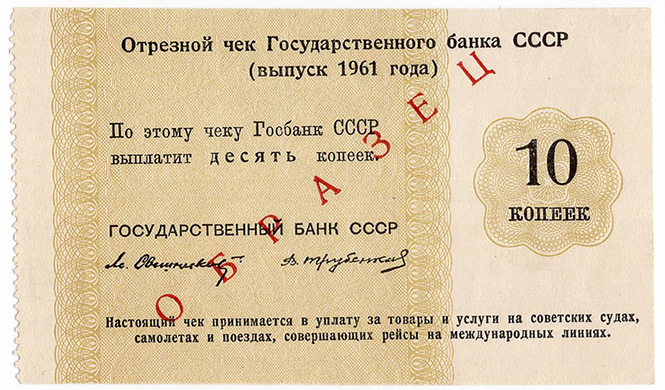 Отрезной чек Государственного банка СССР
(выпуск 1961 года)
По этому чеку Госбанк СССР
выплатит десять копеек.
10
КОПЕЕК
ОБРАЗЕЦ
ГОСУДАРСТВЕННЫЙ БАНК СССР
Настоящий чек принимается в уплату за товары и услуги на советских судах,
самолетах и поездах, совершающих рейсы на международных линиях.